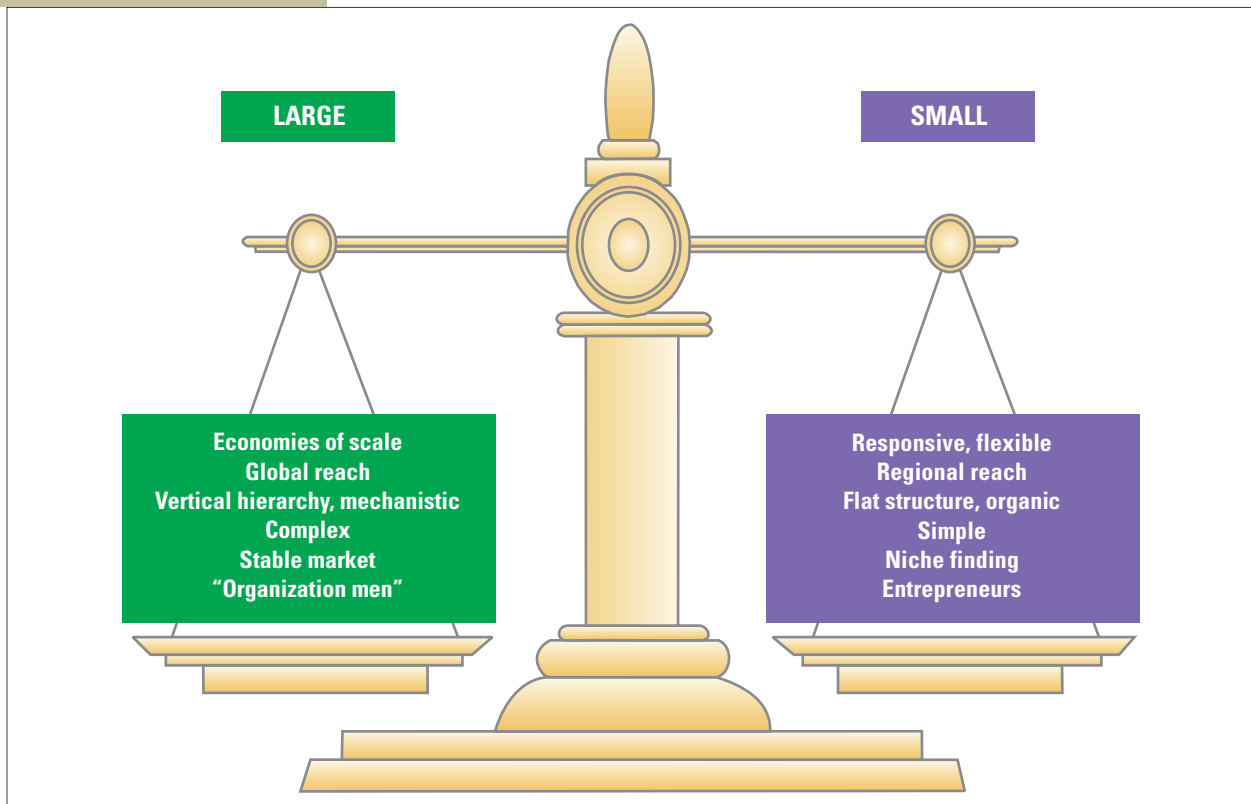 LARGE
Economies of scale
Global reach
Vertical hierarchy, mechanistic
Complex
Stable market
“Organization men”
SMALL
Responsive, flexible
Regional reach
Flat structure, organic
Simple
Niche finding
Entrepreneurs